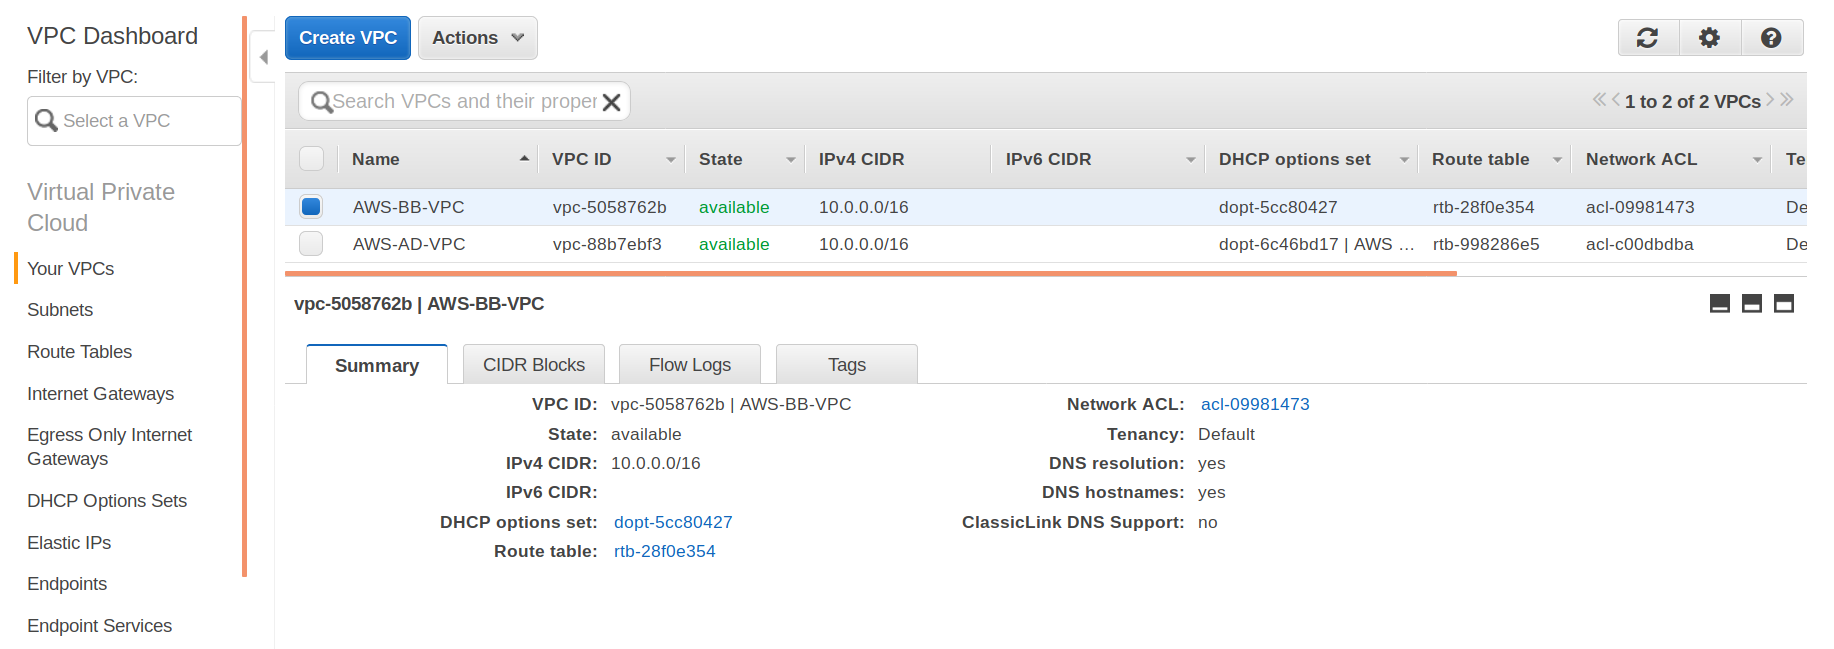 VPC Dashboard
Filter by VPC:
Select a VPC
Virtual Private
Cloud
Your VPCs
Subnets
Route Tables
Internet Gateways
Egress Only Internet
Gateways
DHCP Options Sets
Elastic IPs
Endpoints
Endpoint Services
Create VPC Actions
Search VPCs and their proper
1 to 2 of 2 VPCs
Name VPC ID State IPv4 CIDR IPv6 CIDR DHCP options set Route table Network ACL Te
AWS-BB-VPC vpc-5058762b available 10.0.0.0/16 dopt-5cc80427 rtb-28f0e354 acl-09981473 De
AWS-AD-VPC vpc-88b7ebf3 available 10.0.0.0/16 dopt-6c46bd17 | AWS ... rtb-998286e5 acl-c00dbdba De
vpc-5058762b | AWS-BB-VPC
Summary CIDR Blocks Flow Logs Tags
VPC ID: vpc-5058762b | AWS-BB-VPC
State: available
IPv4 CIDR: 10.0.0.0/16
IPv6 CIDR:
DHCP options set: dopt-5cc80427
Route table: rtb-28f0e354
Network ACL: acl-09981473
Tenancy: Default
DNS resolution: yes
DNS hostnames: yes
ClassicLink DNS Support: no